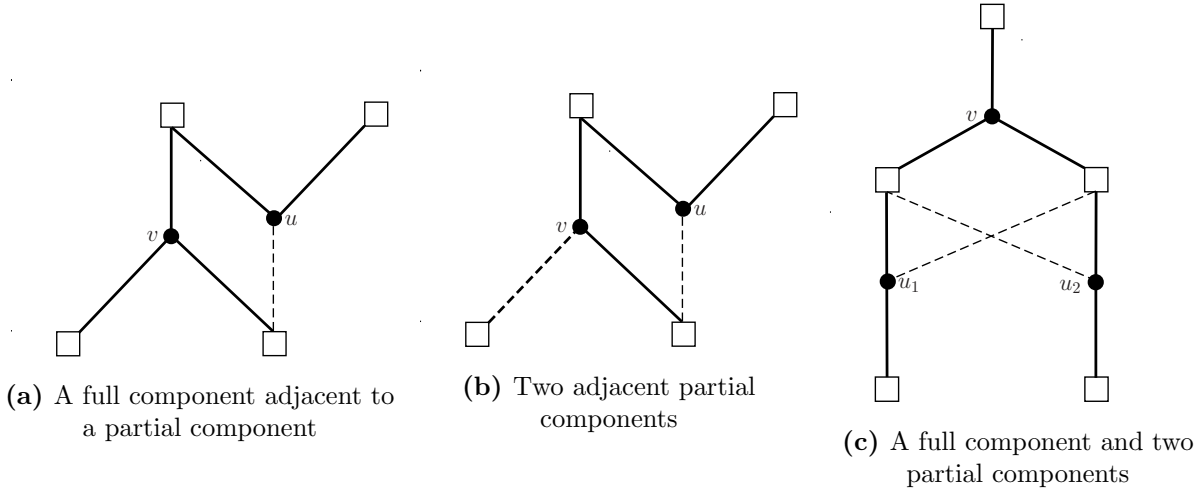 v
u
(a) A full component adjacent to
a partial component
v
u
(b) Two adjacent partial
components
v
u₁
u₂
(c) A full component and two
partial components